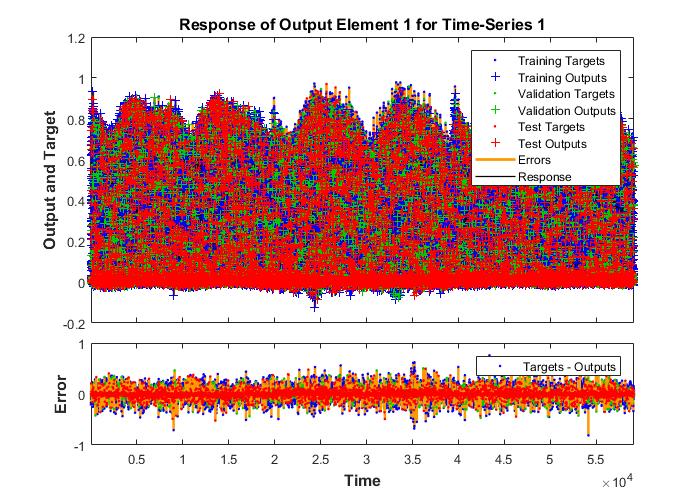 Response of Output Element 1 for Time-Series 1
1.2
1
0.8
0.6
0.4
0.2
0
-0.2
Output and Target
Training Targets
Training Outputs
Validation Targets
Validation Outputs
Test Targets
Test Outputs
Errors
Response
1
0
-1
Error
Targets - Outputs
0.5 1 1.5 2 2.5 3 3.5 4 4.5 5 5.5
Time
×10⁴